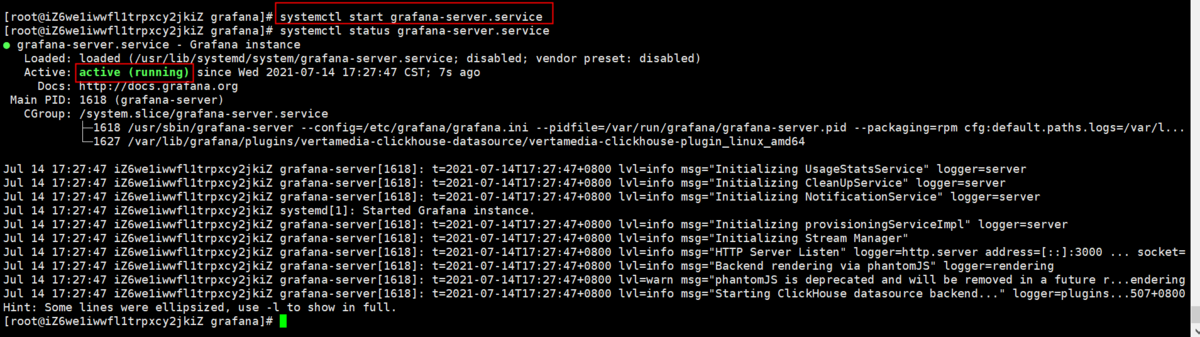 [root@iZ6we1iwwfl1trpxcy2jkiZ grafana]# systemctl start grafana-server.service
[root@iZ6we1iwwfl1trpxcy2jkiZ grafana]# systemctl status grafana-server.service
● grafana-server.service - Grafana instance
   Loaded: loaded (/usr/lib/systemd/system/grafana-server.service; disabled; vendor preset: disabled)
   Active: active (running) since Wed 2021-07-14 17:27:47 CST; 7s ago
     Docs: http://docs.grafana.org
 Main PID: 1618 (grafana-server)
   CGroup: /system.slice/grafana-server.service
           ├─1618 /usr/sbin/grafana-server --config=/etc/grafana/grafana.ini --pidfile=/var/run/grafana/grafana-server.pid --packaging=rpm cfg:default.paths.logs=/var/l...
           └─1627 /var/lib/grafana/plugins/vertamedia-clickhouse-datasource/vertamedia-clickhouse-plugin_linux_amd64
Jul 14 17:27:47 iZ6we1iwwfl1trpxcy2jkiZ grafana-server[1618]: t=2021-07-14T17:27:47+0800 lvl=info msg="Initializing UsageStatsService" logger=server
Jul 14 17:27:47 iZ6we1iwwfl1trpxcy2jkiZ grafana-server[1618]: t=2021-07-14T17:27:47+0800 lvl=info msg="Initializing CleanUpService" logger=server
Jul 14 17:27:47 iZ6we1iwwfl1trpxcy2jkiZ grafana-server[1618]: t=2021-07-14T17:27:47+0800 lvl=info msg="Initializing NotificationService" logger=server
Jul 14 17:27:47 iZ6we1iwwfl1trpxcy2jkiZ systemd[1]: Started Grafana instance.
Jul 14 17:27:47 iZ6we1iwwfl1trpxcy2jkiZ grafana-server[1618]: t=2021-07-14T17:27:47+0800 lvl=info msg="Initializing provisioningServiceImpl" logger=server
Jul 14 17:27:47 iZ6we1iwwfl1trpxcy2jkiZ grafana-server[1618]: t=2021-07-14T17:27:47+0800 lvl=info msg="Initializing Stream Manager"
Jul 14 17:27:47 iZ6we1iwwfl1trpxcy2jkiZ grafana-server[1618]: t=2021-07-14T17:27:47+0800 lvl=info msg="HTTP Server Listen" logger=http.server address=[::]:3000 ... socket=
Jul 14 17:27:47 iZ6we1iwwfl1trpxcy2jkiZ grafana-server[1618]: t=2021-07-14T17:27:47+0800 lvl=info msg="Backend rendering via phantomJS" logger=rendering
Jul 14 17:27:47 iZ6we1iwwfl1trpxcy2jkiZ grafana-server[1618]: t=2021-07-14T17:27:47+0800 lvl=warn msg="phantomJS is deprecated and will be removed in a future r...endering
Jul 14 17:27:47 iZ6we1iwwfl1trpxcy2jkiZ grafana-server[1618]: t=2021-07-14T17:27:47+0800 lvl=info msg="Starting ClickHouse datasource backend..." logger=plugins...507+0800
Hint: Some lines were ellipsized, use -l to show in full.
[root@iZ6we1iwwfl1trpxcy2jkiZ grafana]#